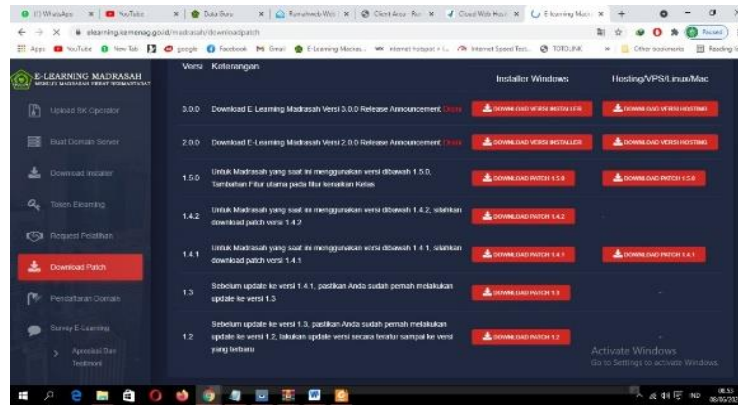 WhatsApp
YouTube
Data Guru
Rumahweb Web
Client Area - Rum
Cloud Web Host
E learning Madra
elearning.kemenag.go.id/madrasah/downloadpatch
Paused
Apps
YouTube
New Tab
google
Facebook
Gmail
E-Learning Madras...
internet hotspot
Internet Speed Test...
TOTOLINK
Other bookmarks
Reading list
E-LEARNING MADRASAH
Upload SK Operator
Buat Domain Server
Download Installer
Token Elearning
Request Pelatihan
Download Patch
Pendaftaran Domain
Survey E-Learning
Apresiasi Dan
Testimoni
Versi Keterangan
Installer Windows Hosting/VPS/Linux/Mac
3.0.0 Download E Learning Madrasah Versi 3.0.0 Release Announcement
DOWNLOAD VERSI INSTALLER DOWNLOAD VERSI HOSTING
2.0.0 Download E-Learning Madrasah Versi 2.0.0 Release Announcement
DOWNLOAD VERSI INSTALLER DOWNLOAD VERSI HOSTING
1.5.0 Untuk Madrasah yang saat ini menggunakan versi dibawah 1.5.0,
Tambahan Fitur utama pada fitur kenaikan Kelas
DOWNLOAD PATCH 1.5.0 DOWNLOAD PATCH 1.5.0
1.4.2 Untuk Madrasah yang saat ini menggunakan versi dibawah 1.4.2, silahkan
download patch versi 1.4.2
DOWNLOAD PATCH 1.4.2
1.4.1 Untuk Madrasah yang saat ini menggunakan versi dibawah 1.4.1, silahkan
download patch versi 1.4.1
DOWNLOAD PATCH 1.4.1 DOWNLOAD PATCH 1.4.1
1.3 Sebelum update ke versi 1.4.1, pastikan Anda sudah pernah melakukan
update ke versi 1.3
DOWNLOAD PATCH 1.3
1.2 Sebelum update ke versi 1.3, pastikan Anda sudah pernah melakukan
update ke versi 1.2, lakukan update versi secara teratur sampai ke versi
yang terbaru
DOWNLOAD PATCH 1.2
Activate Windows
Go to Settings to activate Windows.
IND
08.53